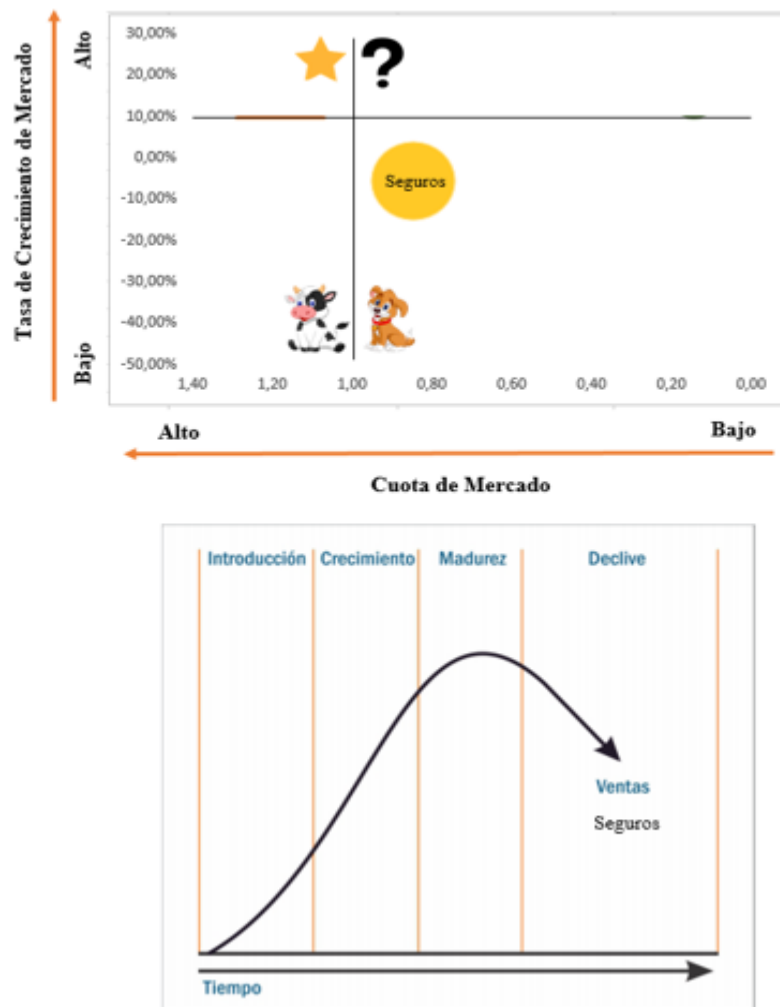 Tasa de Crecimiento de Mercado
Alto
Bajo
30,00%
20,00%
10,00%
0,00%
-10,00%
-20,00%
-30,00%
-40,00%
-50,00%
?
Seguros
1,40 1,20 1,00 0,80 0,60 0,40 0,20 0,00
Alto Bajo
Cuota de Mercado
Introducción Crecimiento Madurez Declive
Ventas
Seguros
Tiempo